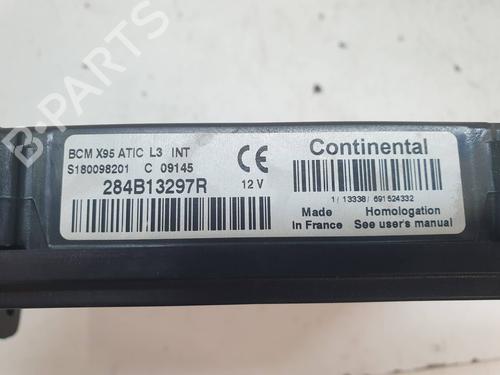 B-PARTS
BCM X95 ATIC L3 INT
S180098201 C 09145
284B13297R
CE
12 V
Continental
1/ 13338/ 691524332
Made
in France
Homologation
See user's manual